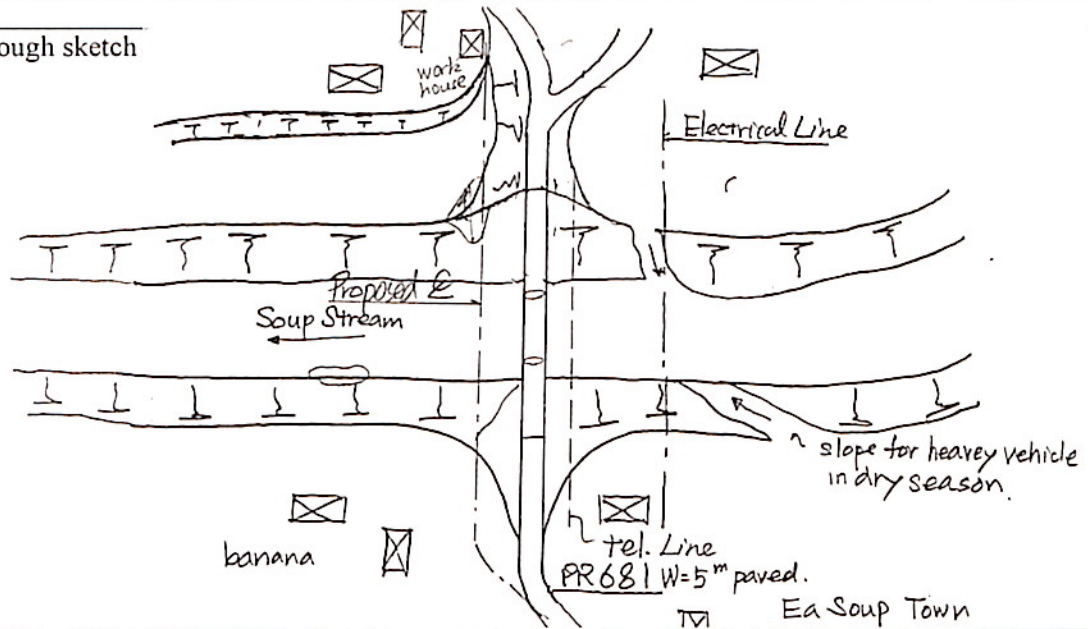 ough sketch
work
house
Electrical Line
Proposed ℄
Soup Stream
slope for heavey vehicle
in dry season.
banana
tel. Line
PR681 W=5m paved.
Ea Soup Town